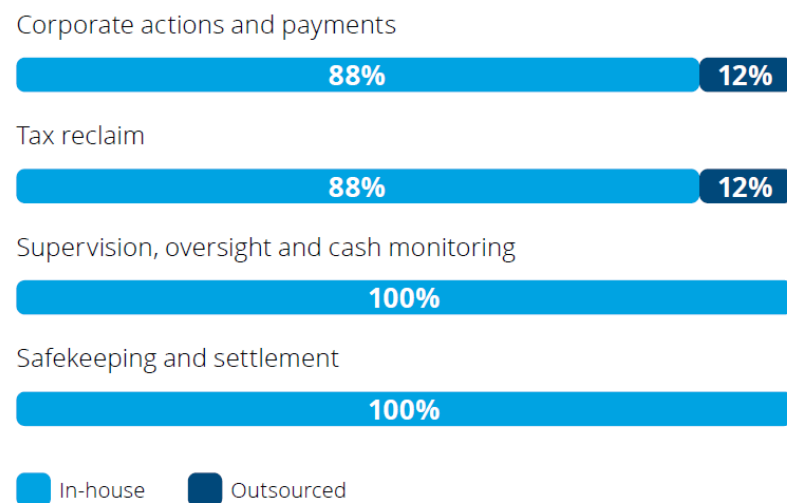 Corporate actions and payments
88% 12%
Tax reclaim
88% 12%
Supervision, oversight and cash monitoring
100%
Safekeeping and settlement
100%
In-house Outsourced